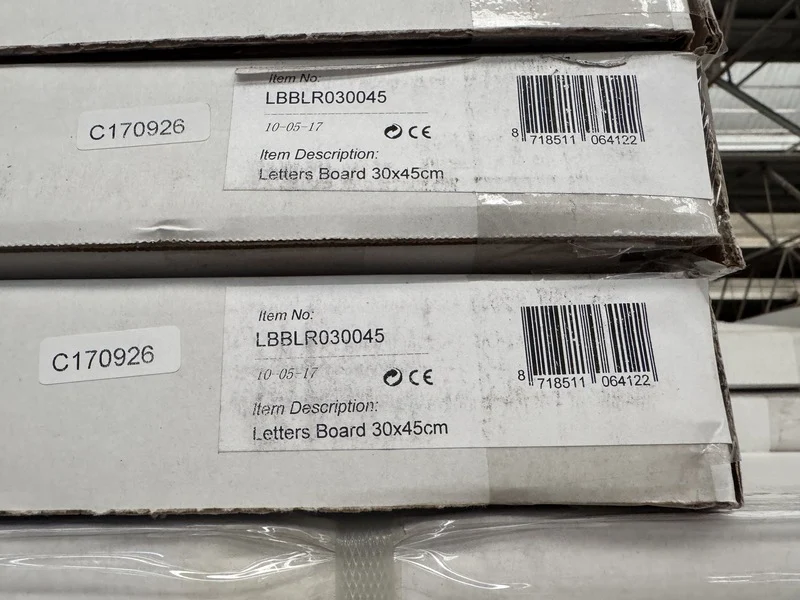 Item No.
LBBLR030045
C170926
10-05-17
CE
8 718511 064122
Item Description:
Letters Board 30x45cm
Item No:
LBBLR030045
C170926
10-05-17
CE
8 718511 064122
Item Description:
Letters Board 30x45cm